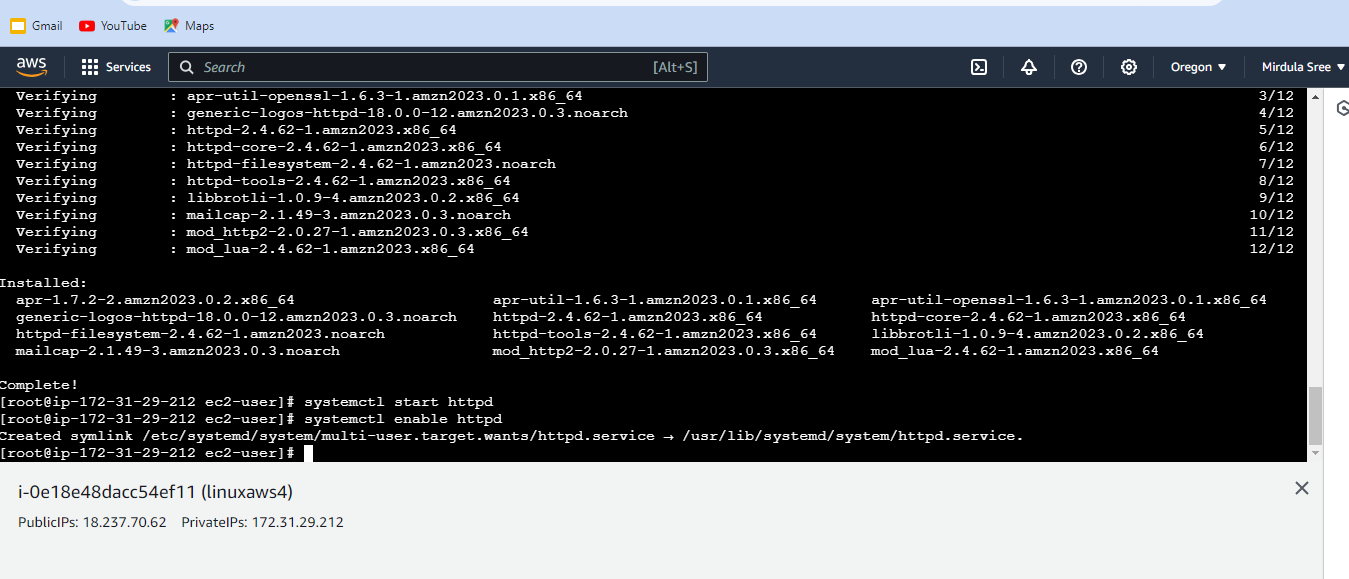 Gmail YouTube Maps
aws Services Search [Alt+S] Oregon Mirdula Sree
Verifying : apr-util-openssl-1.6.3-1.amzn2023.0.1.x86_64 3/12
Verifying : generic-logos-httpd-18.0.0-12.amzn2023.0.3.noarch 4/12
Verifying : httpd-2.4.62-1.amzn2023.x86_64 5/12
Verifying : httpd-core-2.4.62-1.amzn2023.x86_64 6/12
Verifying : httpd-filesystem-2.4.62-1.amzn2023.noarch 7/12
Verifying : httpd-tools-2.4.62-1.amzn2023.x86_64 8/12
Verifying : libbrotli-1.0.9-4.amzn2023.0.2.x86_64 9/12
Verifying : mailcap-2.1.49-3.amzn2023.0.3.noarch 10/12
Verifying : mod_http2-2.0.27-1.amzn2023.0.3.x86_64 11/12
Verifying : mod_lua-2.4.62-1.amzn2023.x86_64 12/12
Installed:
apr-1.7.2-2.amzn2023.0.2.x86_64 apr-util-1.6.3-1.amzn2023.0.1.x86_64 apr-util-openssl-1.6.3-1.amzn2023.0.1.x86_64
generic-logos-httpd-18.0.0-12.amzn2023.0.3.noarch httpd-2.4.62-1.amzn2023.x86_64 httpd-core-2.4.62-1.amzn2023.x86_64
httpd-filesystem-2.4.62-1.amzn2023.noarch httpd-tools-2.4.62-1.amzn2023.x86_64 libbrotli-1.0.9-4.amzn2023.0.2.x86_64
mailcap-2.1.49-3.amzn2023.0.3.noarch mod_http2-2.0.27-1.amzn2023.0.3.x86_64 mod_lua-2.4.62-1.amzn2023.x86_64
Complete!
[root@ip-172-31-29-212 ec2-user]# systemctl start httpd
[root@ip-172-31-29-212 ec2-user]# systemctl enable httpd
Created symlink /etc/systemd/system/multi-user.target.wants/httpd.service → /usr/lib/systemd/system/httpd.service.
[root@ip-172-31-29-212 ec2-user]#
i-0e18e48dacc54ef11 (linuxaws4)
PublicIPs: 18.237.70.62 PrivateIPs: 172.31.29.212